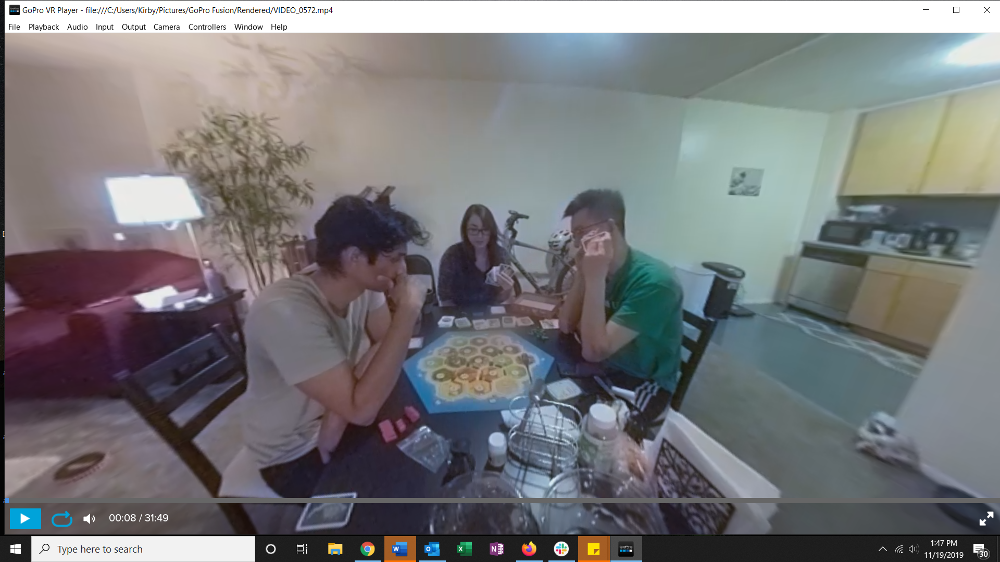 GoPro VR Player - file:///C:/Users/Kirby/Pictures/GoPro Fusion/Rendered/VIDEO_0572.mp4
File Playback Audio Input Output Camera Controllers Window Help
00:08 / 31:49
Type here to search
1:47 PM
11/19/2019
30